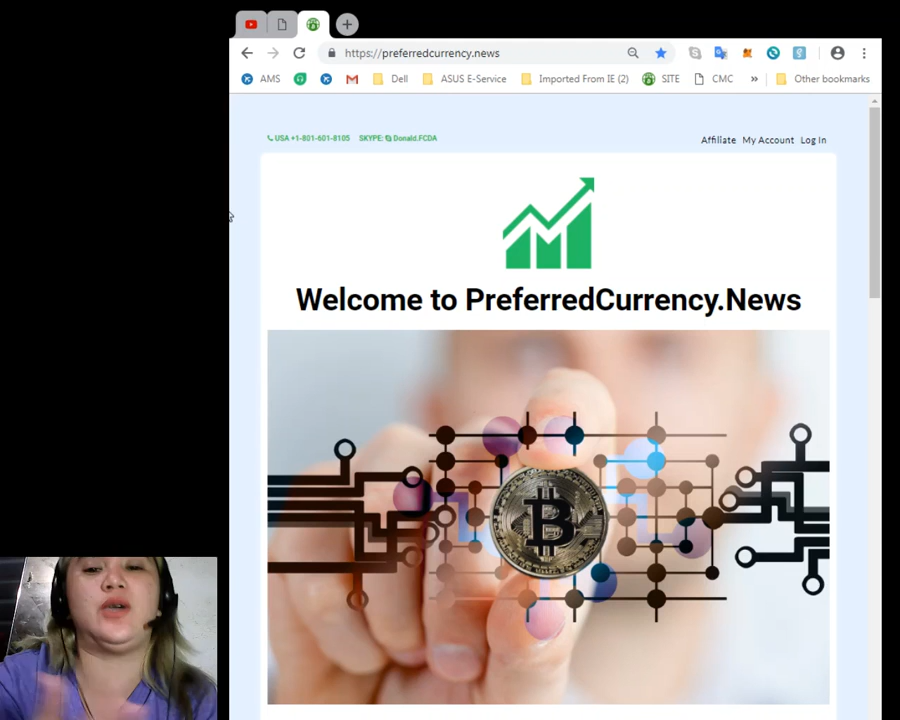 https://preferredcurrency.news
AMS
Dell
ASUS E-Service
Imported From IE (2)
SITE
CMC
»
Other bookmarks
USA +1-801-601-8105 SKYPE: Donald.FCDA
Affiliate My Account Log In
Welcome to PreferredCurrency.News
B